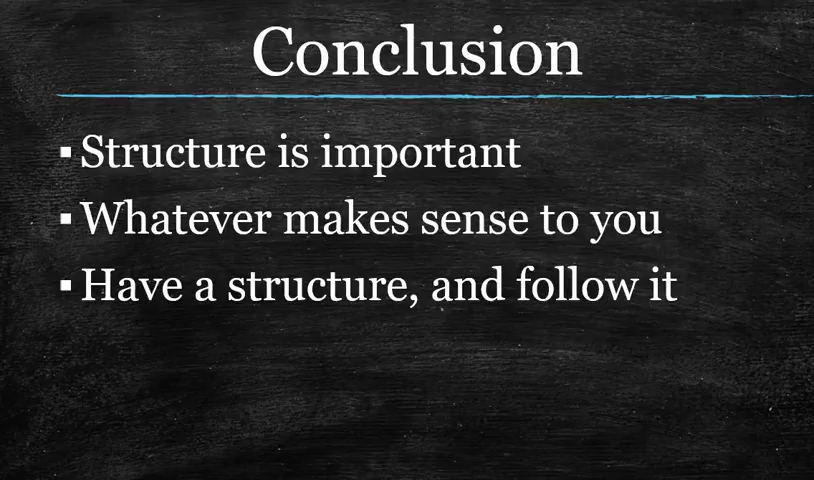 Conclusion
▪ Structure is important
▪ Whatever makes sense to you
▪ Have a structure, and follow it